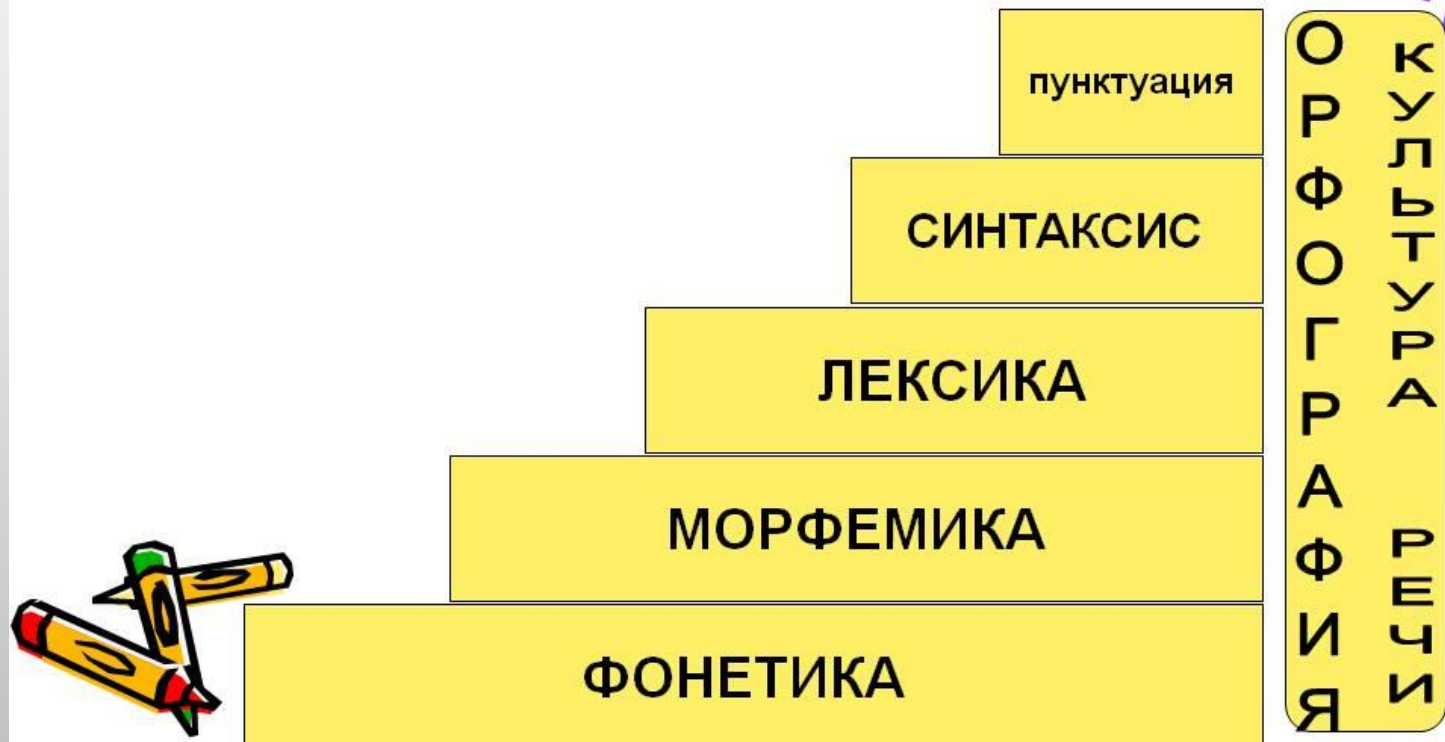 пунктуация
СИНТАКСИС
ЛЕКСИКА
МОРФЕМИКА
ФОНЕТИКА
ОРФОГРАФИЯ
КУЛЬТУРА РЕЧИ